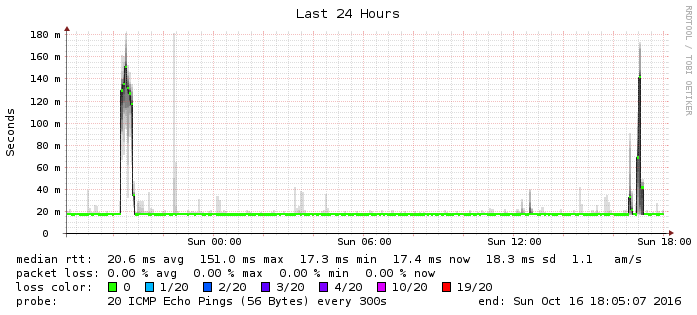 Last 24 Hours
RRDTOOL / TOBI OETIKER
Seconds
180 m
160 m
140 m
120 m
100 m
80 m
60 m
40 m
20 m
0
Sun 00:00 Sun 06:00 Sun 12:00 Sun 18:00
median rtt: 20.6 ms avg 151.0 ms max 17.3 ms min 17.4 ms now 18.3 ms sd 1.1 am/s
packet loss: 0.00 % avg 0.00 % max 0.00 % min 0.00 % now
loss color: 0 1/20 2/20 3/20 4/20 10/20 19/20
probe: 20 ICMP Echo Pings (56 Bytes) every 300s end: Sun Oct 16 18:05:07 2016